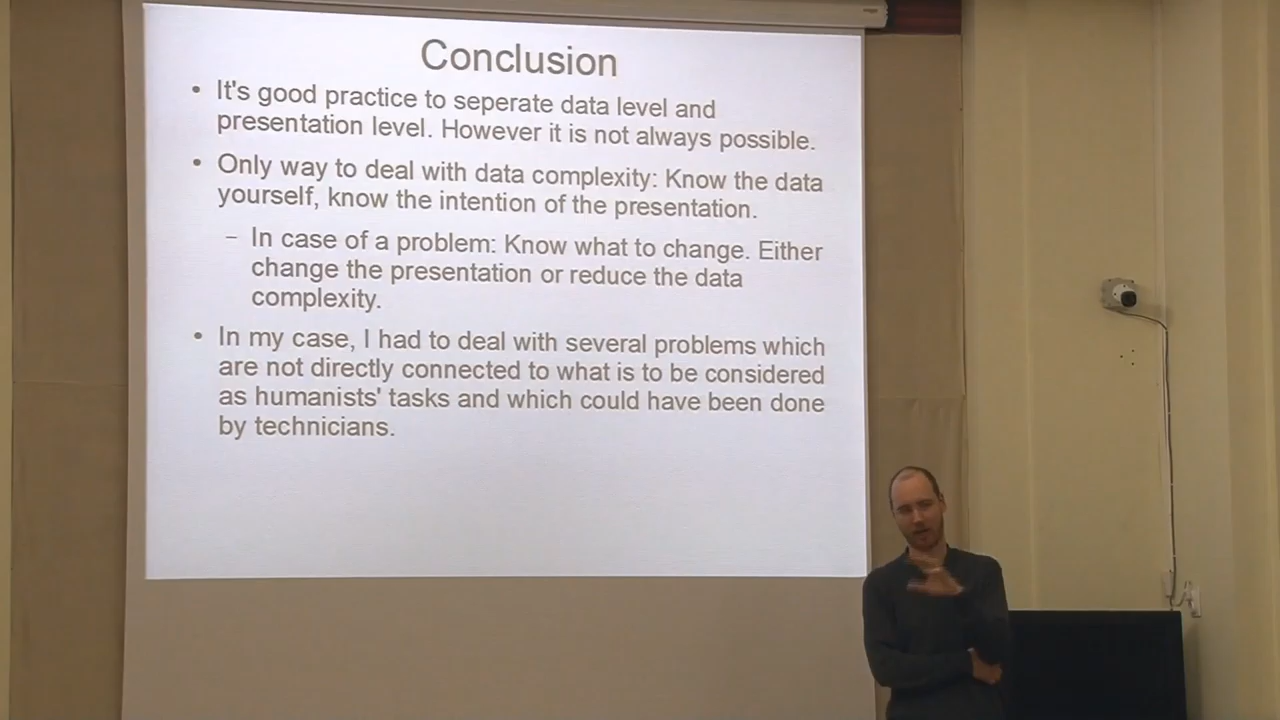 Conclusion
• It's good practice to seperate data level and
presentation level. However it is not always possible.
• Only way to deal with data complexity: Know the data
yourself, know the intention of the presentation.
– In case of a problem: Know what to change. Either
change the presentation or reduce the data
complexity.
• In my case, I had to deal with several problems which
are not directly connected to what is to be considered
as humanists' tasks and which could have been done
by technicians.